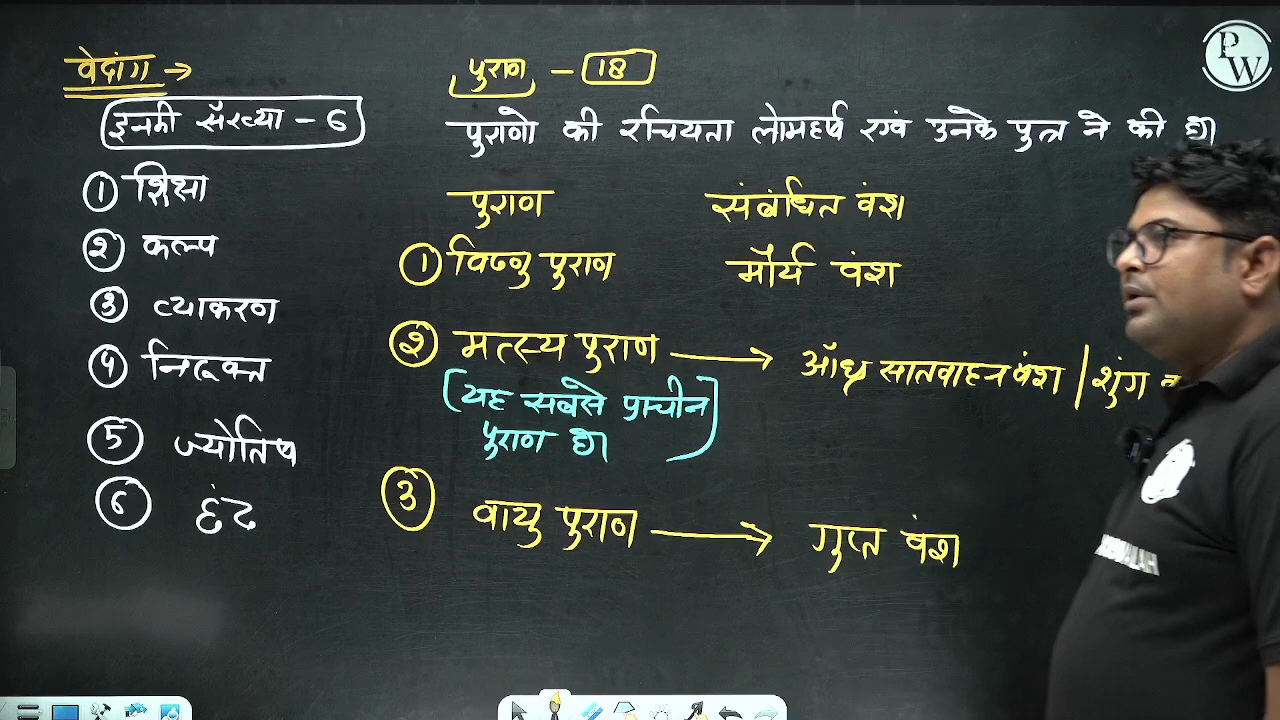 वेदांग →
इनकी संख्या - 6
① शिक्षा
② कल्प
③ व्याकरण
④ निरूक्त
⑤ ज्योतिष
⑥ छंद
पुराण - 18
पुराणो की रचियता लोमहर्ष एवं उनके पुत्र ने की है।
पुराण संबंधित वंश
① विष्णु पुराण मौर्य वंश
② मत्स्य पुराण → आँध्र सातवाहन वंश | शुंग व
(यह सबसे प्राचीन
पुराण है।)
③ वायु पुराण → गुप्त वंश
PW